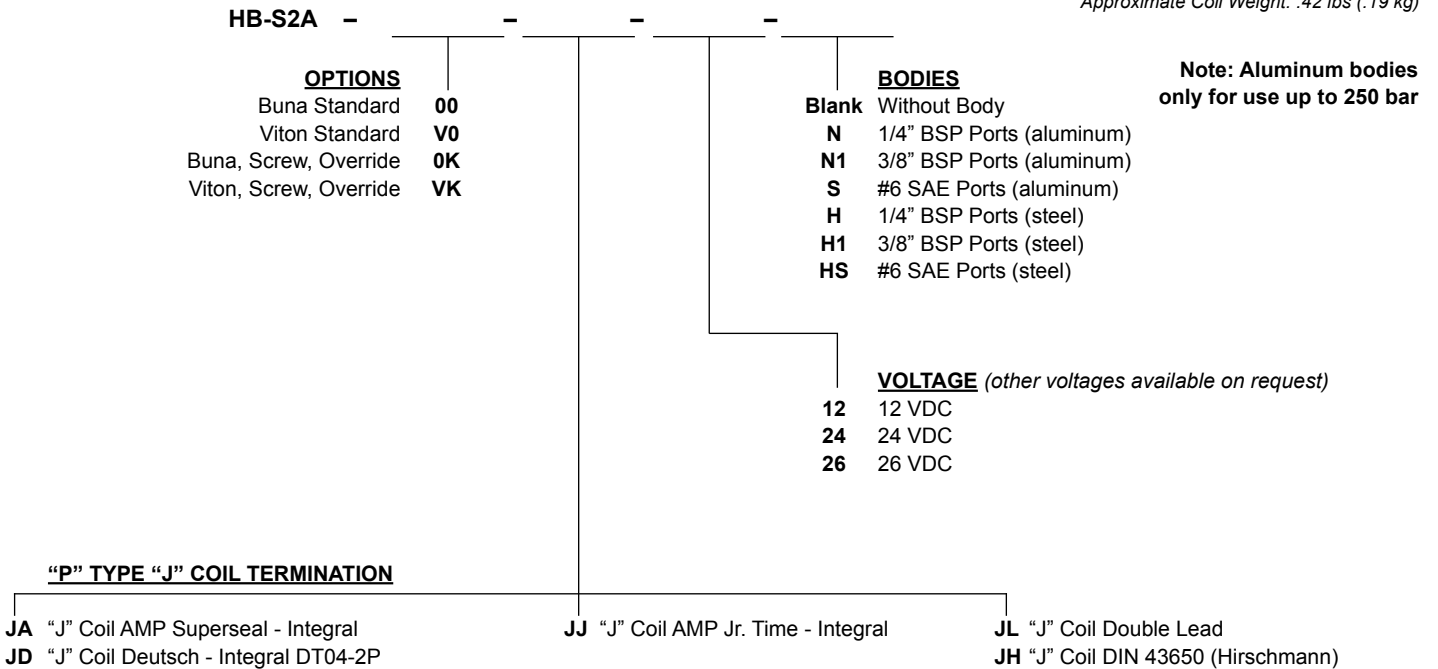 Approximate Coil Weight: .42 lbs (.19 kg)
HB-S2A – – – –
Note: Aluminum bodies
only for use up to 250 bar
OPTIONS
Buna Standard 00
Viton Standard V0
Buna, Screw, Override 0K
Viton, Screw, Override VK
BODIES
Blank Without Body
N 1/4” BSP Ports (aluminum)
N1 3/8” BSP Ports (aluminum)
S #6 SAE Ports (aluminum)
H 1/4” BSP Ports (steel)
H1 3/8” BSP Ports (steel)
HS #6 SAE Ports (steel)
VOLTAGE (other voltages available on request)
12 12 VDC
24 24 VDC
26 26 VDC
“P” TYPE “J” COIL TERMINATION
JA “J” Coil AMP Superseal - Integral
JD “J” Coil Deutsch - Integral DT04-2P
JJ “J” Coil AMP Jr. Time - Integral
JL “J” Coil Double Lead
JH “J” Coil DIN 43650 (Hirschmann)